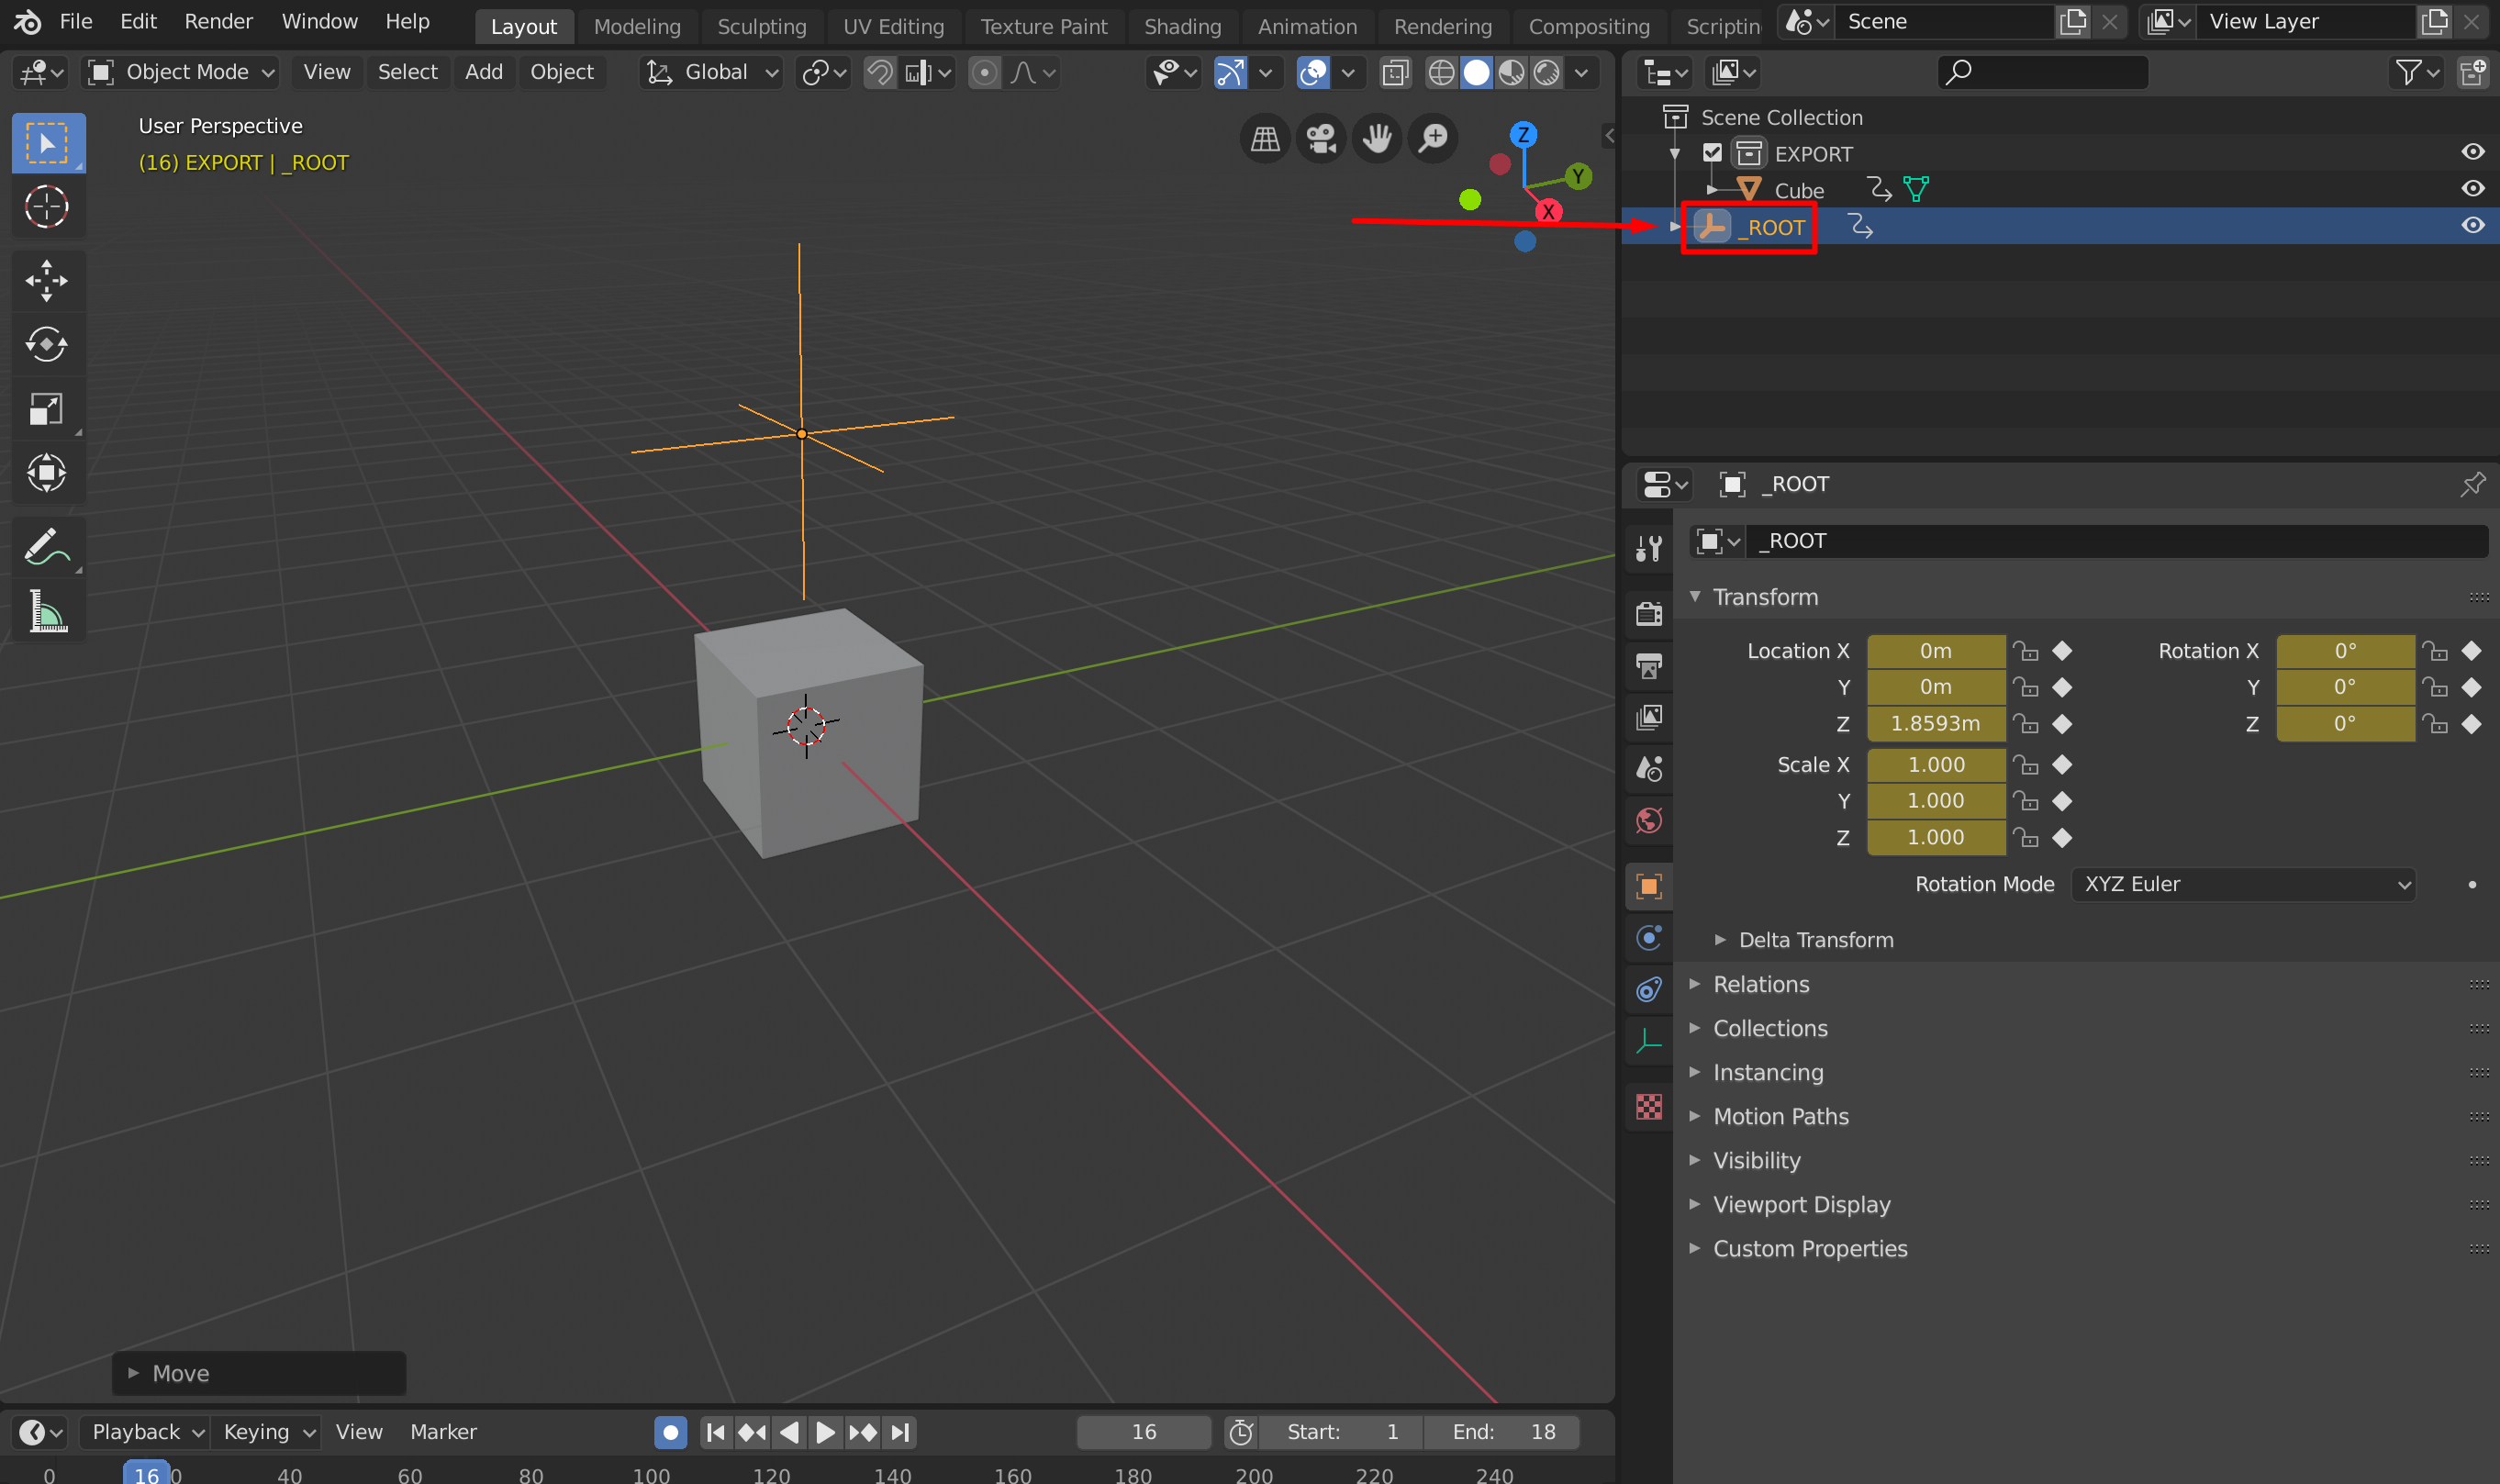 File Edit Render Window Help Layout Modeling Sculpting UV Editing Texture Paint Shading Animation Rendering Compositing Scripting Scene View Layer
Object Mode View Select Add Object Global
User Perspective
(16) EXPORT | _ROOT
Z
Y
X
Scene Collection
EXPORT
Cube
_ROOT
_ROOT
_ROOT
Transform
Location X 0m Rotation X 0°
Y 0m Y 0°
Z 1.8593m Z 0°
Scale X 1.000
Y 1.000
Z 1.000
Rotation Mode XYZ Euler
Delta Transform
Relations
Collections
Instancing
Motion Paths
Visibility
Viewport Display
Custom Properties
Move
Playback Keying View Marker 16 Start: 1 End: 18
0 16 0 40 60 80 100 120 140 160 180 200 220 240